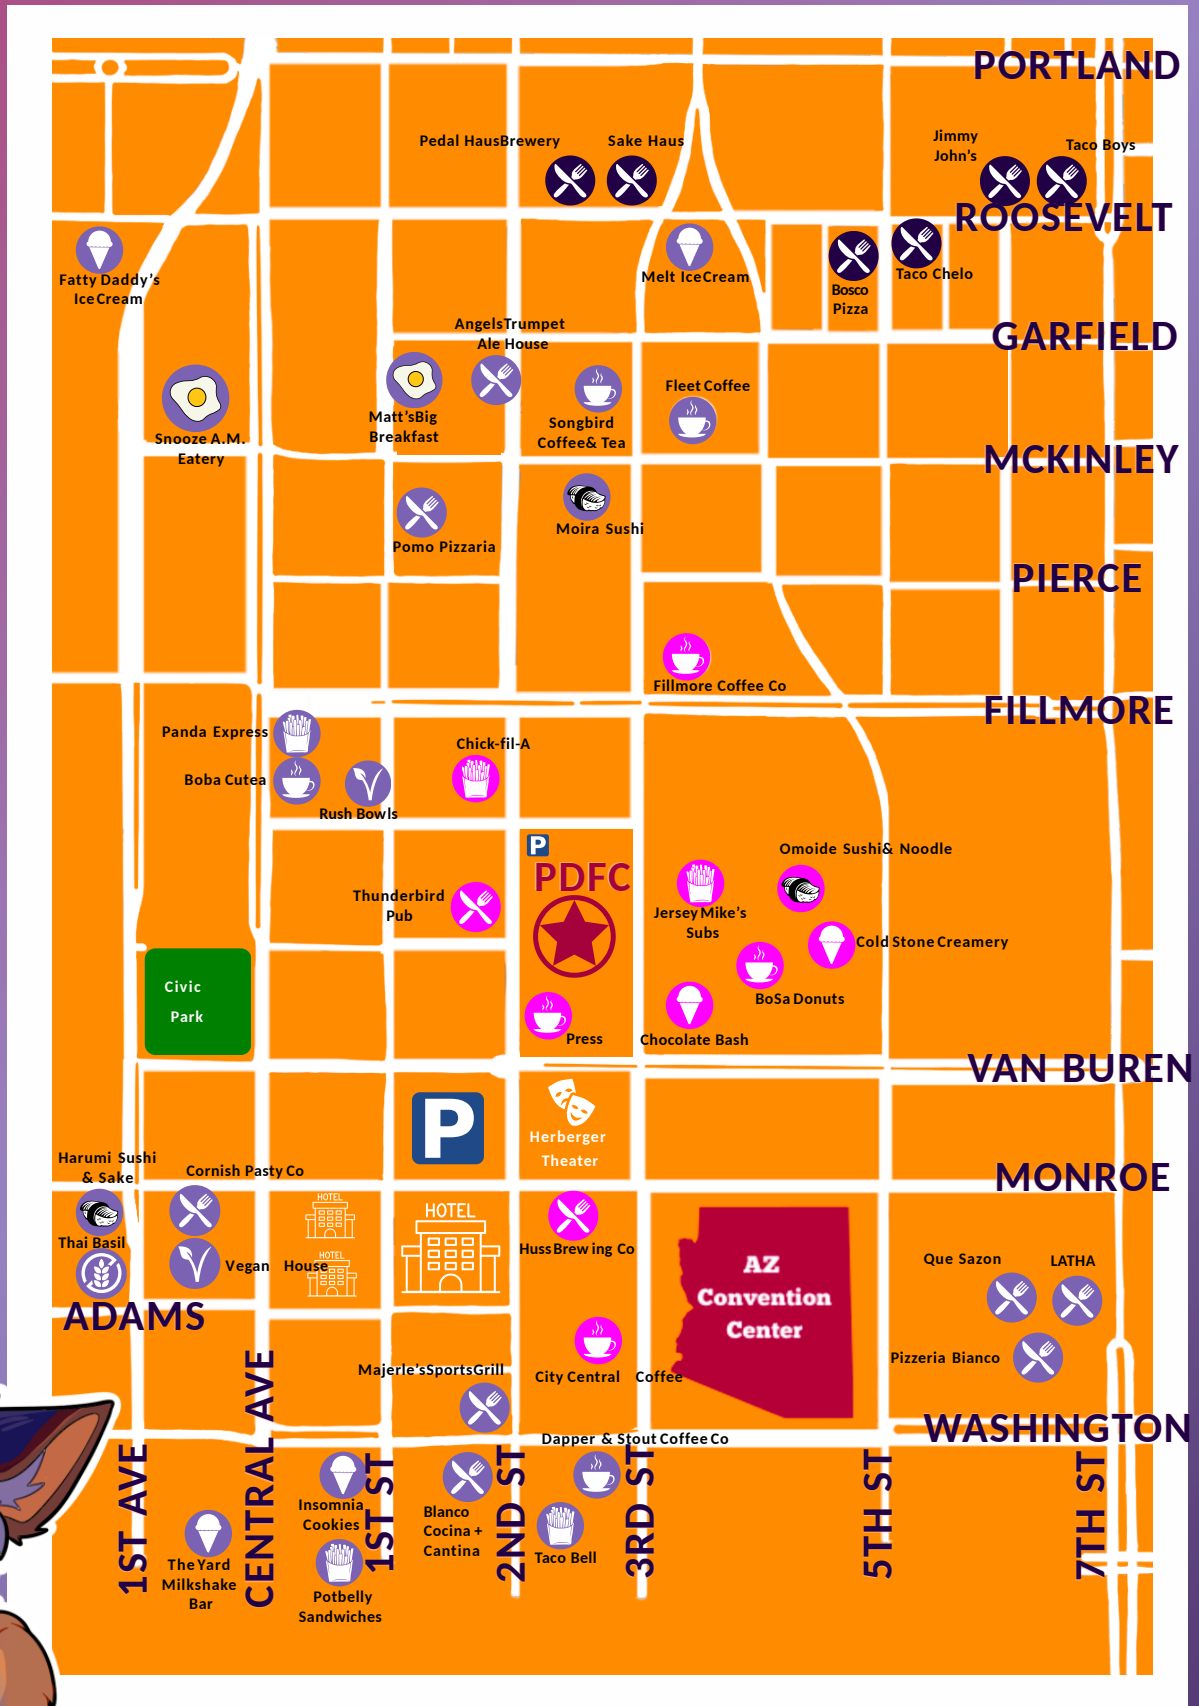 PORTLAND
Pedal HausBrewery
Sake Haus
Jimmy
John's
Taco Boys
ROOSEVELT
Fatty Daddy's
Ice Cream
Melt Ice Cream
Bosco
Pizza
Taco Chelo
AngelsTrumpet
Ale House
GARFIELD
Matt'sBig
Breakfast
Songbird
Coffee& Tea
Fleet Coffee
Snooze A.M.
Eatery
MCKINLEY
Pomo Pizzaria
Moira Sushi
PIERCE
Fillmore Coffee Co
FILLMORE
Panda Express
Chick-fil-A
Boba Cutea
Rush Bowls
P
PDFC
Omoide Sushi& Noodle
Thunderbird
Pub
Jersey Mike's
Subs
Cold Stone Creamery
Civic
Park
BoSa Donuts
Press
Chocolate Bash
VAN BUREN
P
Herberger
Theater
Harumi Sushi
& Sake
Cornish Pasty Co
MONROE
HOTEL
HOTEL
Thai Basil
Huss Brewing Co
Vegan House
HOTEL
AZ
Convention
Center
Que Sazon
LATHA
ADAMS
Pizzeria Bianco
Majerle'sSportsGrill
City Central Coffee
WASHINGTON
Dapper & Stout Coffee Co
1ST AVE
CENTRAL AVE
1ST ST
2ND ST
3RD ST
5TH ST
7TH ST
Insomnia
Cookies
Blanco
Cocina +
Cantina
Taco Bell
The Yard
Milkshake
Bar
Potbelly
Sandwiches